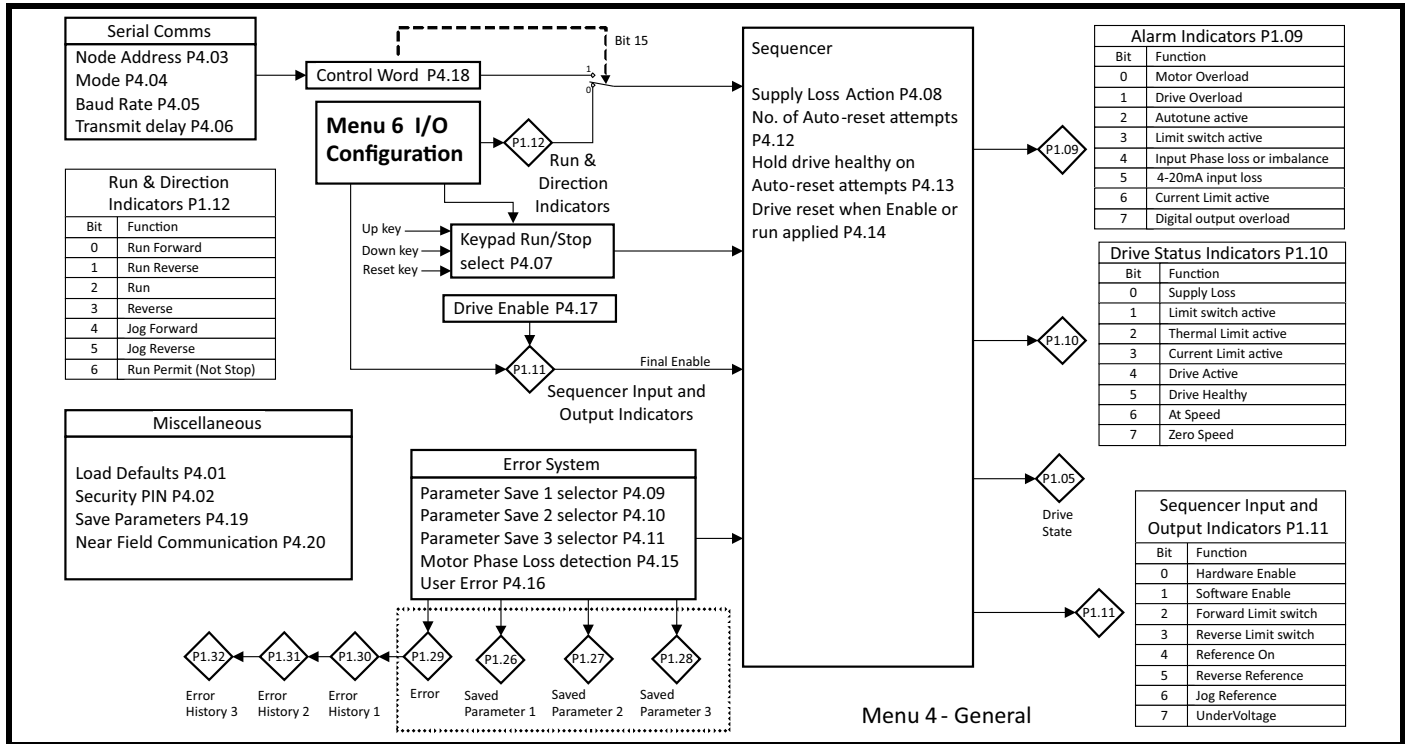 Serial Comms
Node Address P4.03
Mode P4.04
Baud Rate P4.05
Transmit delay P4.06
Control Word P4.18
Bit 15
1
0
Menu 6 I/O
Configuration
P1.12
Run &
Direction
Indicators
Run & Direction
Indicators P1.12
Bit Function
0 Run Forward
1 Run Reverse
2 Run
3 Reverse
4 Jog Forward
5 Jog Reverse
6 Run Permit (Not Stop)
Up key
Down key
Reset key
Keypad Run/Stop
select P4.07
Drive Enable P4.17
P1.11
Final Enable
Sequencer Input and
Output Indicators
Miscellaneous
Load Defaults P4.01
Security PIN P4.02
Save Parameters P4.19
Near Field Communication P4.20
Error System
Parameter Save 1 selector P4.09
Parameter Save 2 selector P4.10
Parameter Save 3 selector P4.11
Motor Phase Loss detection P4.15
User Error P4.16
P1.32
P1.31
P1.30
P1.29
P1.26
P1.27
P1.28
Error
History 3
Error
History 2
Error
History 1
Error
Saved
Parameter 1
Saved
Parameter 2
Saved
Parameter 3
Sequencer
Supply Loss Action P4.08
No. of Auto-reset attempts
P4.12
Hold drive healthy on
Auto-reset attempts P4.13
Drive reset when Enable or
run applied P4.14
P1.09
P1.10
P1.05
Drive
State
P1.11
Alarm Indicators P1.09
Bit Function
0 Motor Overload
1 Drive Overload
2 Autotune active
3 Limit switch active
4 Input Phase loss or imbalance
5 4-20mA input loss
6 Current Limit active
7 Digital output overload
Drive Status Indicators P1.10
Bit Function
0 Supply Loss
1 Limit switch active
2 Thermal Limit active
3 Current Limit active
4 Drive Active
5 Drive Healthy
6 At Speed
7 Zero Speed
Sequencer Input and
Output Indicators P1.11
Bit Function
0 Hardware Enable
1 Software Enable
2 Forward Limit switch
3 Reverse Limit switch
4 Reference On
5 Reverse Reference
6 Jog Reference
7 UnderVoltage
Menu 4 - General